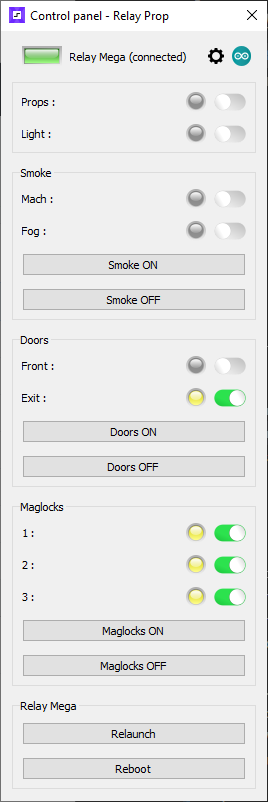 Control panel - Relay Prop
Relay Mega (connected)
Props :
Light :
Smoke
Mach :
Fog :
Smoke ON
Smoke OFF
Doors
Front :
Exit :
Doors ON
Doors OFF
Maglocks
1 :
2 :
3 :
Maglocks ON
Maglocks OFF
Relay Mega
Relaunch
Reboot